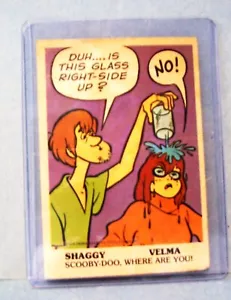 DUH....IS
THIS GLASS
RIGHT-SIDE
UP?
NO!
SHAGGY VELMA
SCOOBY-DOO, WHERE ARE YOU!